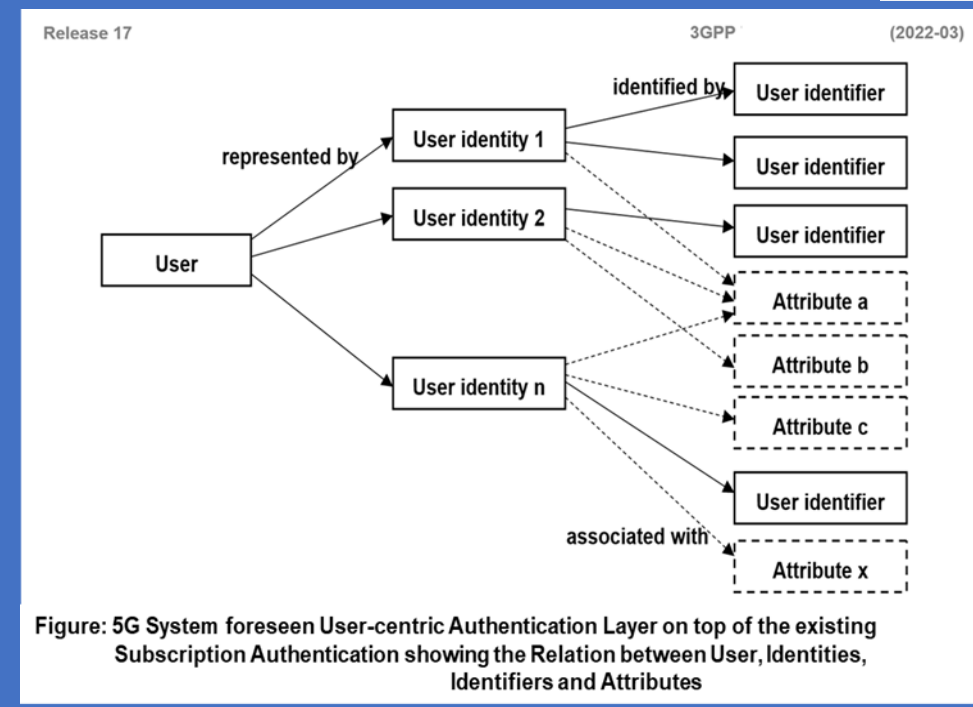 Release 17 3GPP (2022-03)
identified by
User identifier
User identity 1
represented by
User identifier
User identity 2
User identifier
User
Attribute a
Attribute b
User identity n
Attribute c
User identifier
associated with
Attribute x
Figure: 5G System foreseen User-centric Authentication Layer on top of the existing
Subscription Authentication showing the Relation between User, Identities,
Identifiers and Attributes